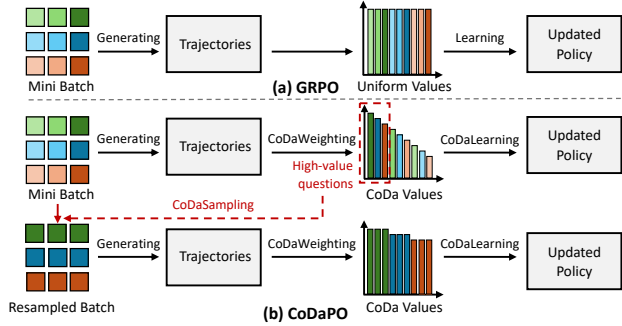 Generating
Trajectories
Learning
Updated
Policy
Mini Batch
(a) GRPO
Uniform Values
Generating
Trajectories
CoDaWeighting
High-value
questions
CoDaLearning
Updated
Policy
Mini Batch
CoDaSampling
CoDa Values
Generating
Trajectories
CoDaWeighting
CoDaLearning
Updated
Policy
Resampled Batch
(b) CoDaPO
CoDa Values